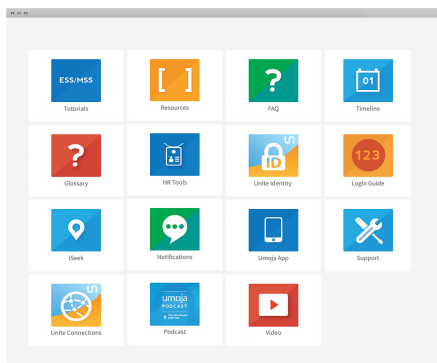 ESS/MSS
Tutorials
[ ]
Resources
?
FAQ
01
Timeline
?
Glossary
HR Tools
ID
Unite Identity
123
Login Guide
iSeek
Notifications
Umoja App
Support
Unite Connections
umoja
PODCAST
Podcast
Video